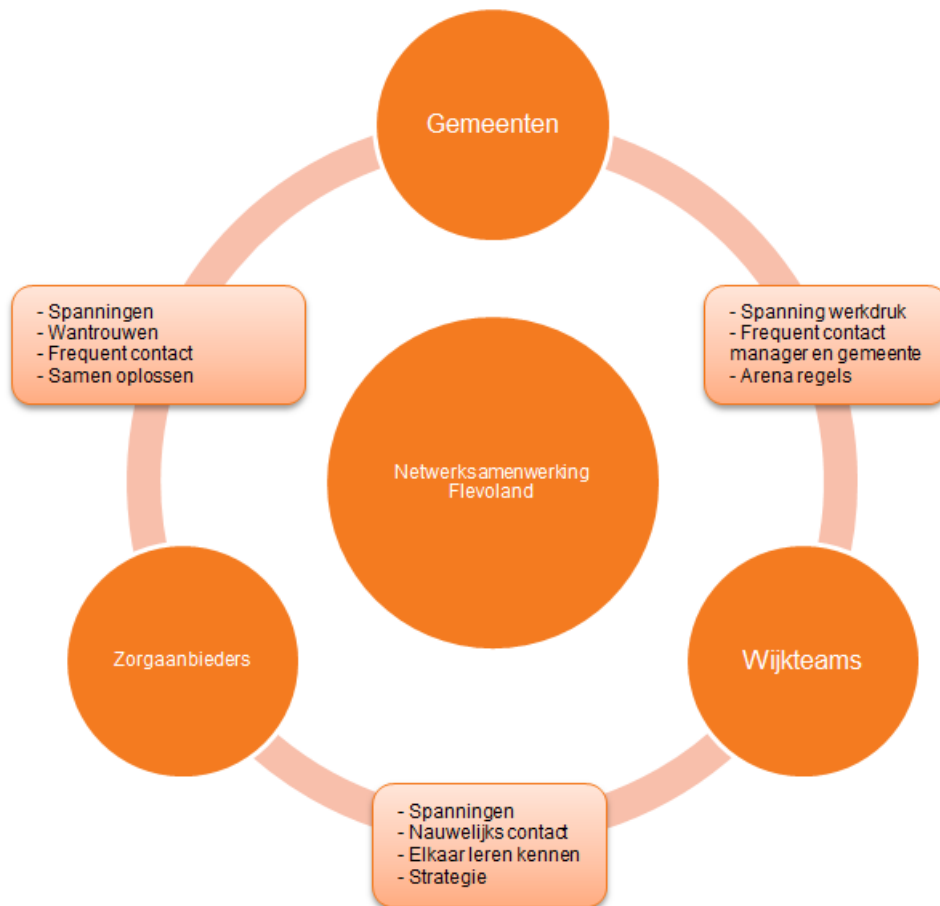 Gemeenten
- Spanningen
- Wantrouwen
- Frequent contact
- Samen oplossen
- Spanning werkdruk
- Frequent contact
manager en gemeente
- Arena regels
Netwerksamenwerking
Flevoland
Zorgaanbieders
Wijkteams
- Spanningen
- Nauwelijks contact
- Elkaar leren kennen
- Strategie